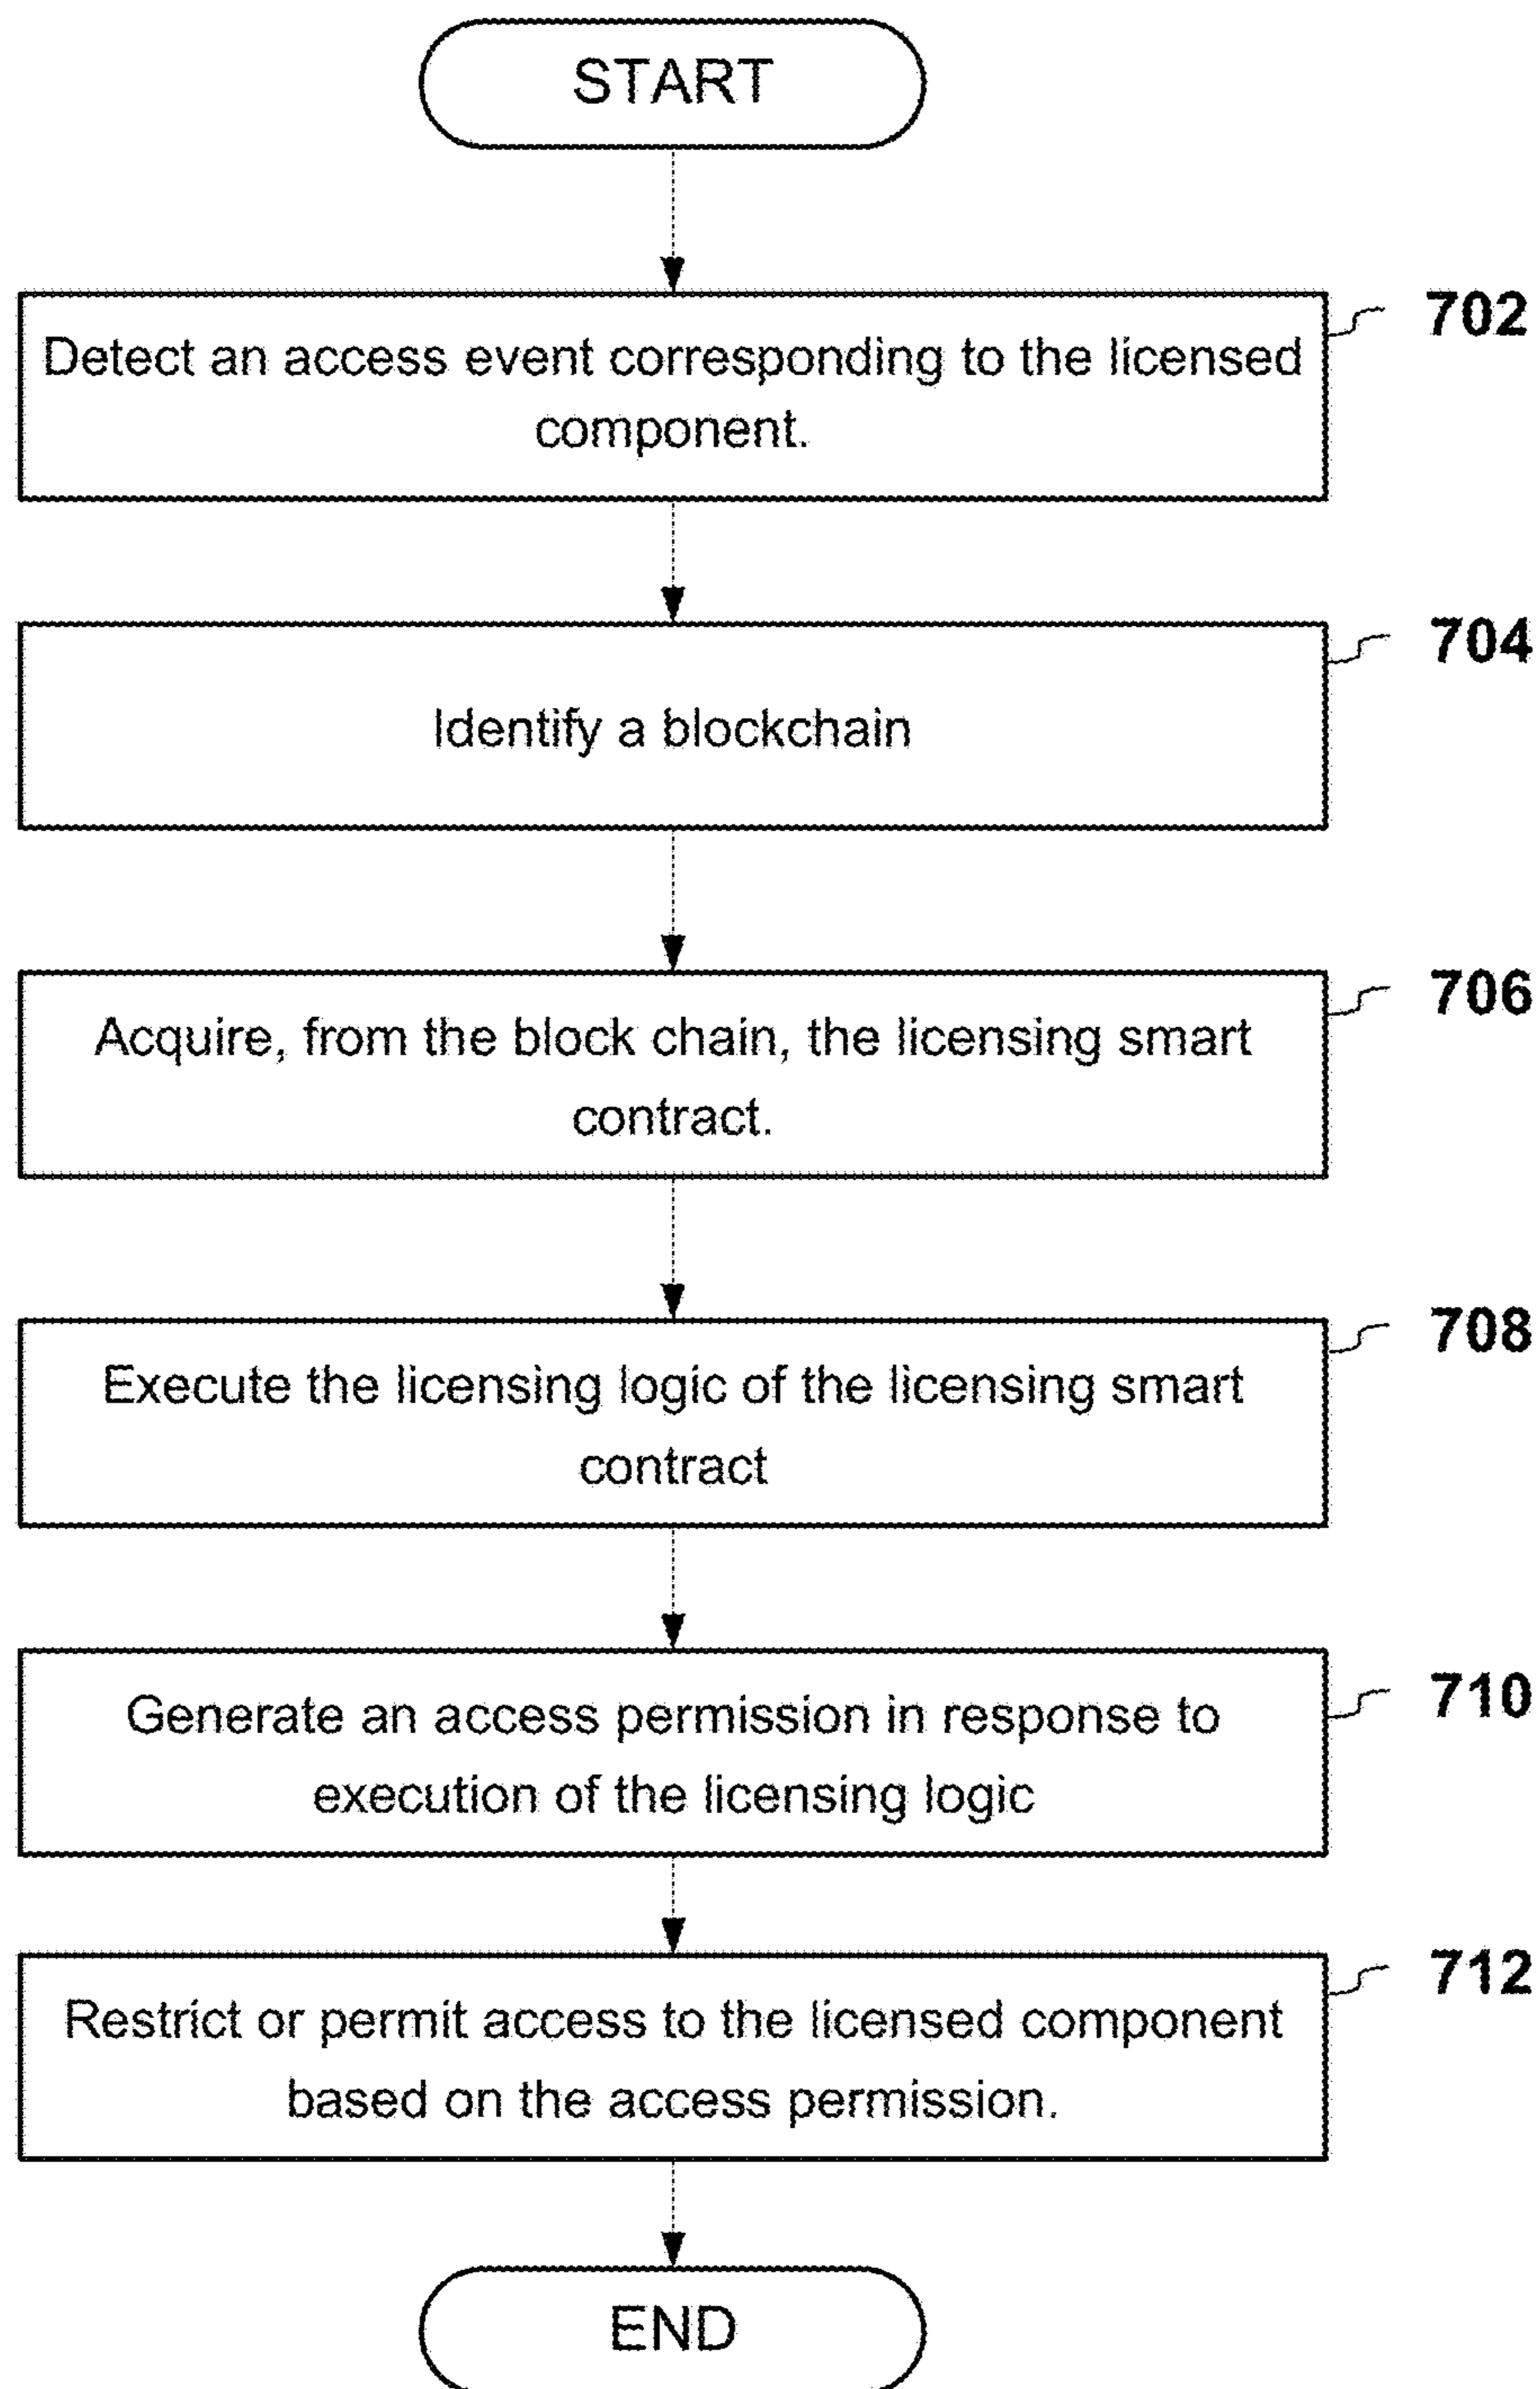 START
702
Detect an access event corresponding to the licensed
component.
704
Identify a blockchain
706
Acquire, from the block chain, the licensing smart
contract.
708
Execute the licensing logic of the licensing smart
contract
710
Generate an access permission in response to
execution of the licensing logic
712
Restrict or permit access to the licensed component
based on the access permission.
END